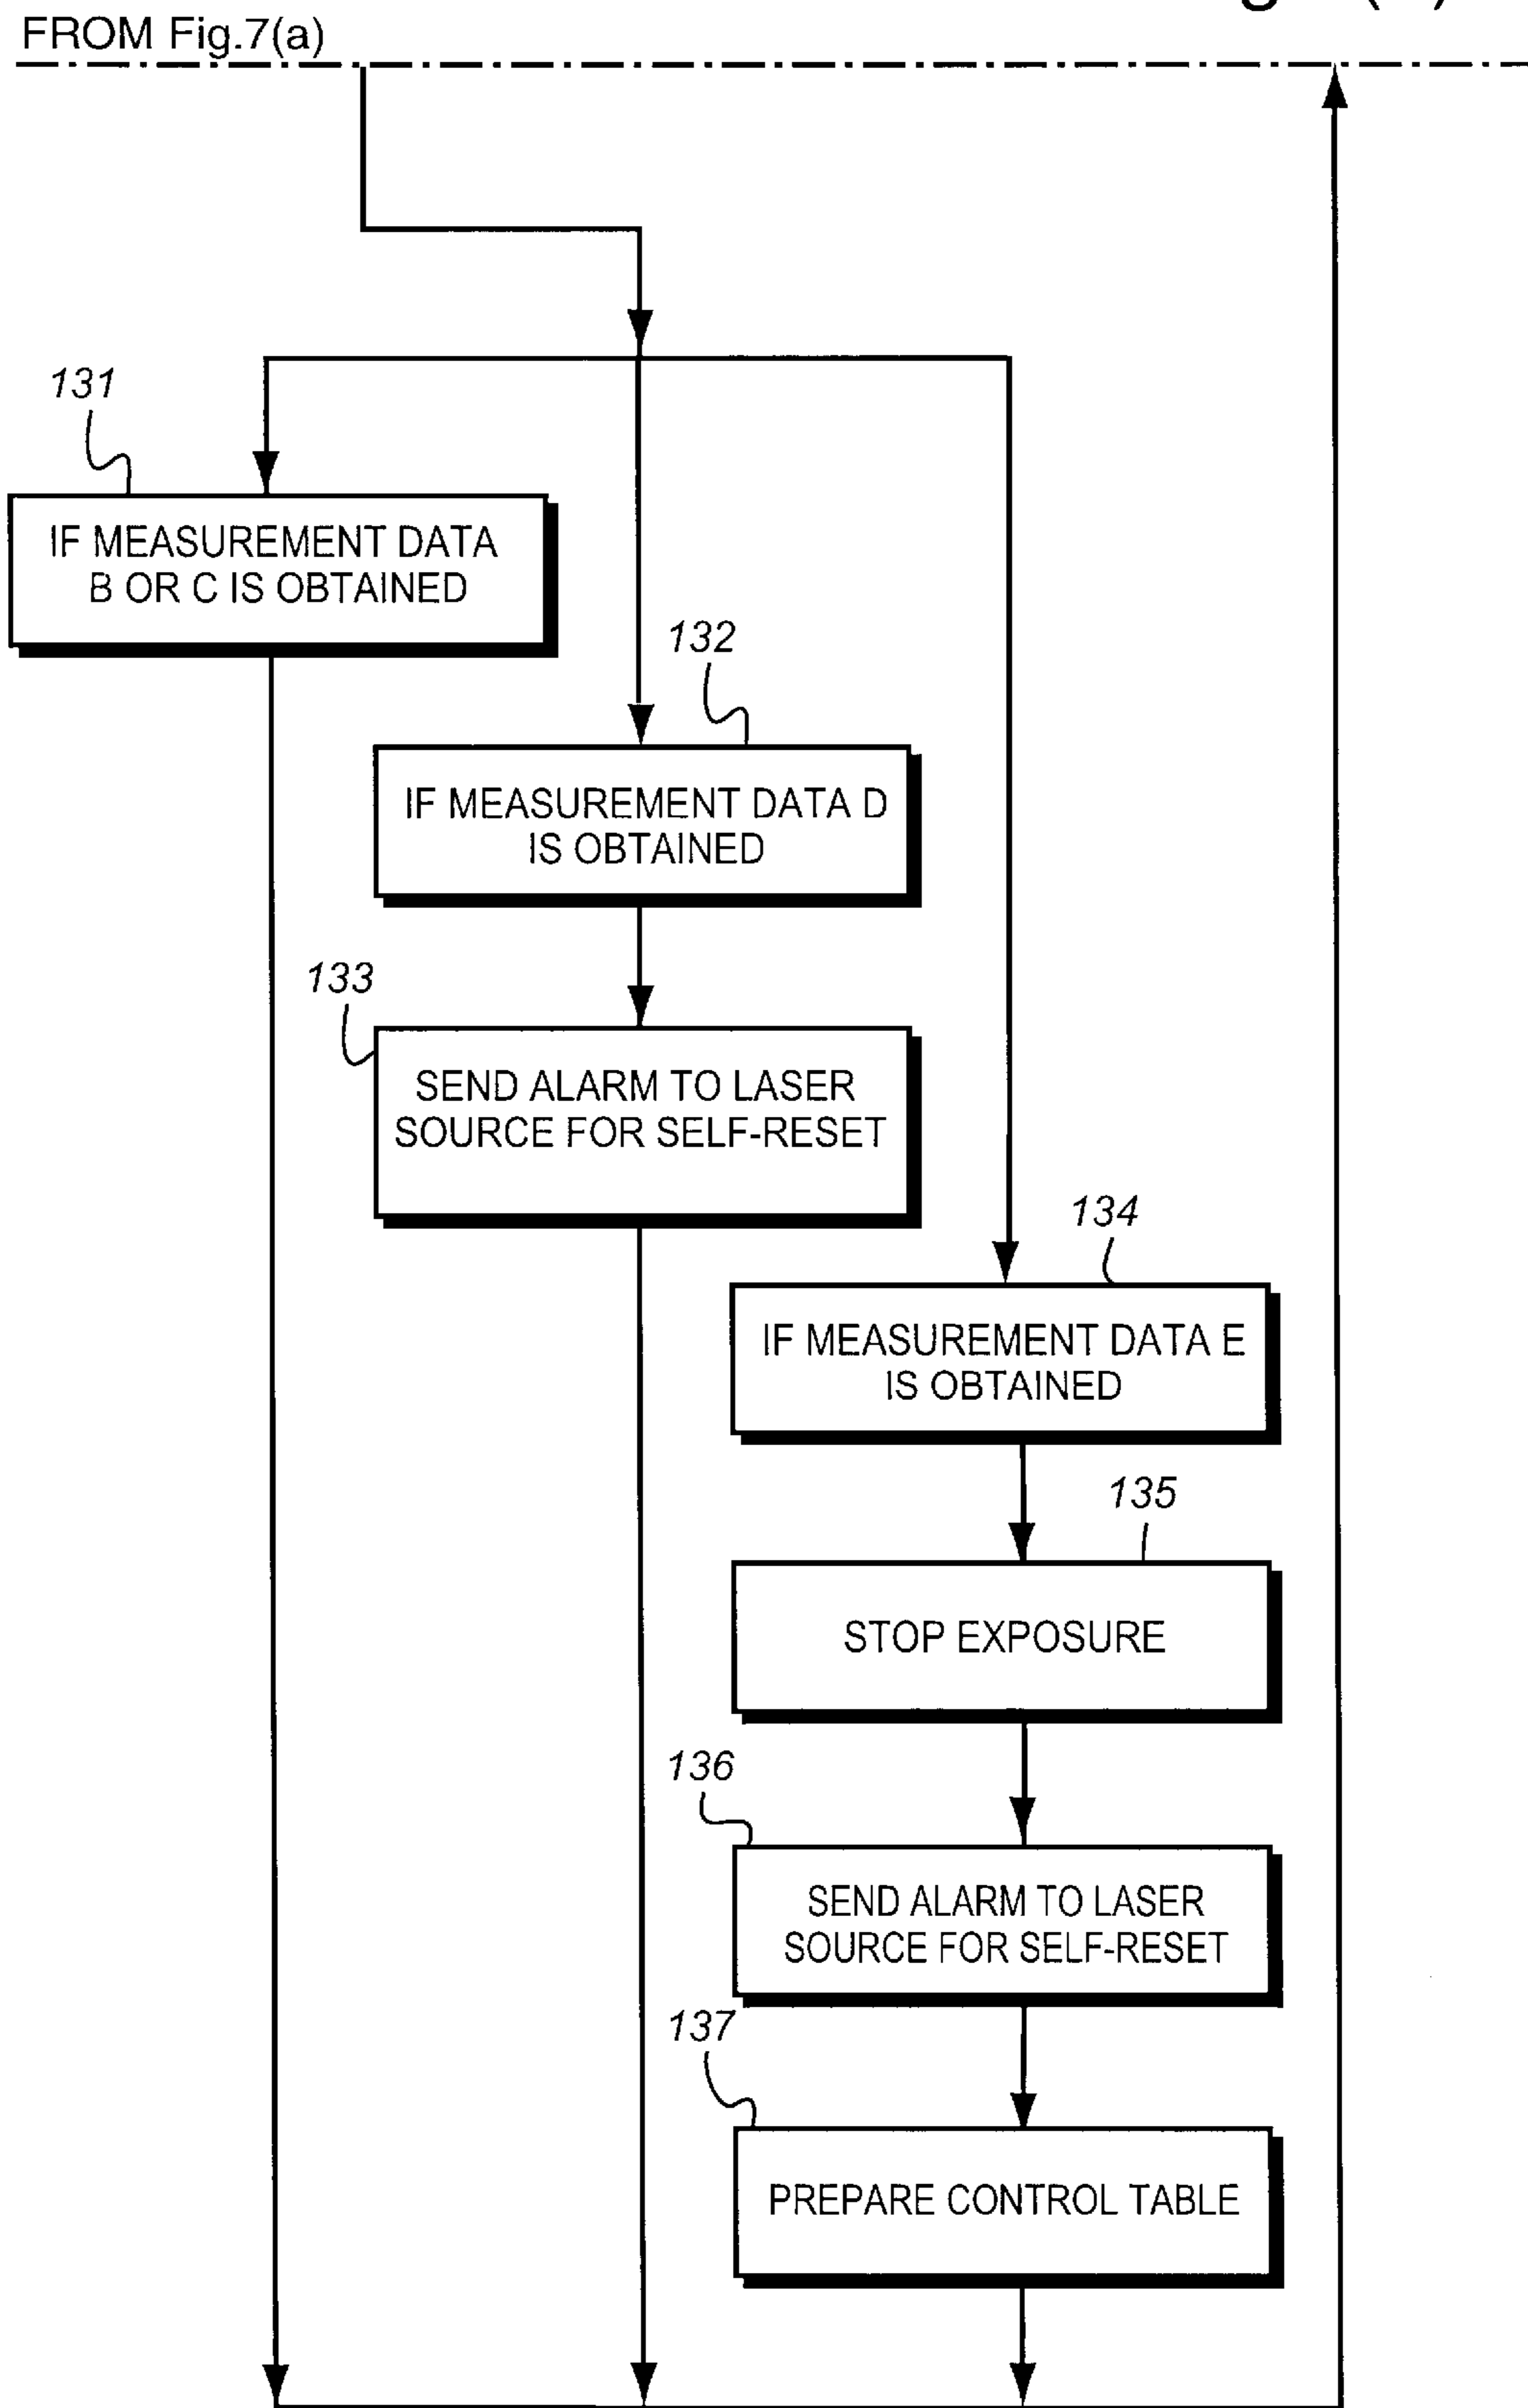 FROM Fig.7(a)
131
IF MEASUREMENT DATA
B OR C IS OBTAINED
132
IF MEASUREMENT DATA D
IS OBTAINED
133
SEND ALARM TO LASER
SOURCE FOR SELF-RESET
134
IF MEASUREMENT DATA E
IS OBTAINED
135
STOP EXPOSURE
136
SEND ALARM TO LASER
SOURCE FOR SELF-RESET
137
PREPARE CONTROL TABLE